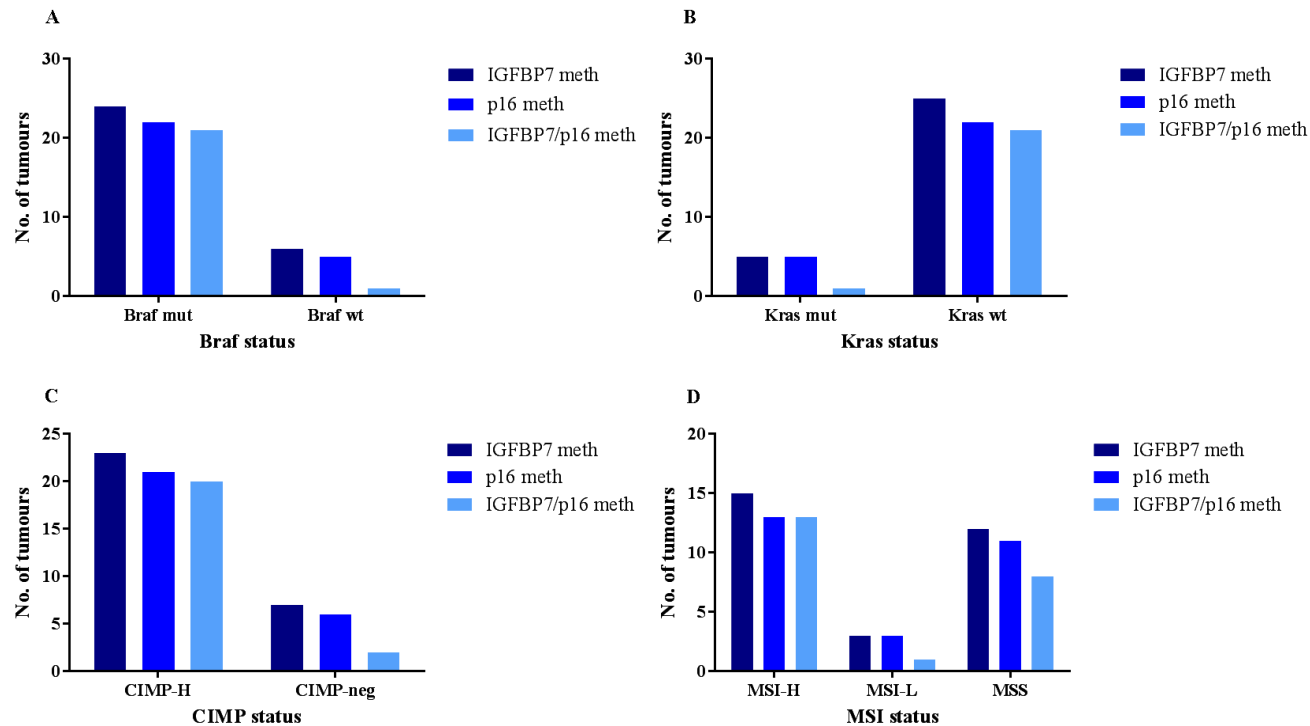 A
30
20
10
0
No. of tumours
Braf mut
Braf wt
Braf status
IGFBP7 meth
p16 meth
IGFBP7/p16 meth
B
30
20
10
0
No. of tumours
Kras mut
Kras wt
Kras status
IGFBP7 meth
p16 meth
IGFBP7/p16 meth
C
25
20
15
10
5
0
No. of tumours
CIMP-H
CIMP-neg
CIMP status
IGFBP7 meth
p16 meth
IGFBP7/p16 meth
D
20
15
10
5
0
No. of tumours
MSI-H
MSI-L
MSS
MSI status
IGFBP7 meth
p16 meth
IGFBP7/p16 meth